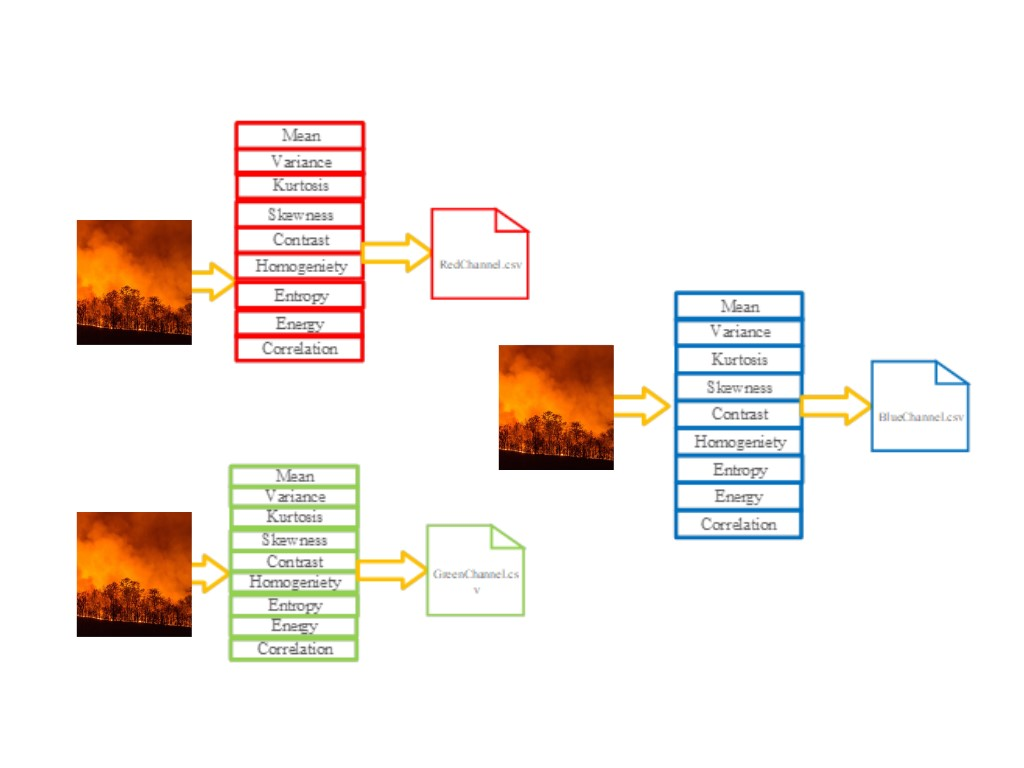 Mean
Variance
Kurtosis
Skewness
Contrast
Homogeniety
Entropy
Energy
Correlation
RedChannel.csv
Mean
Variance
Kurtosis
Skewness
Contrast
Homogeniety
Entropy
Energy
Correlation
GreenChannel.cs
v
Mean
Variance
Kurtosis
Skewness
Contrast
Homogeniety
Entropy
Energy
Correlation
BlueChannel.csv